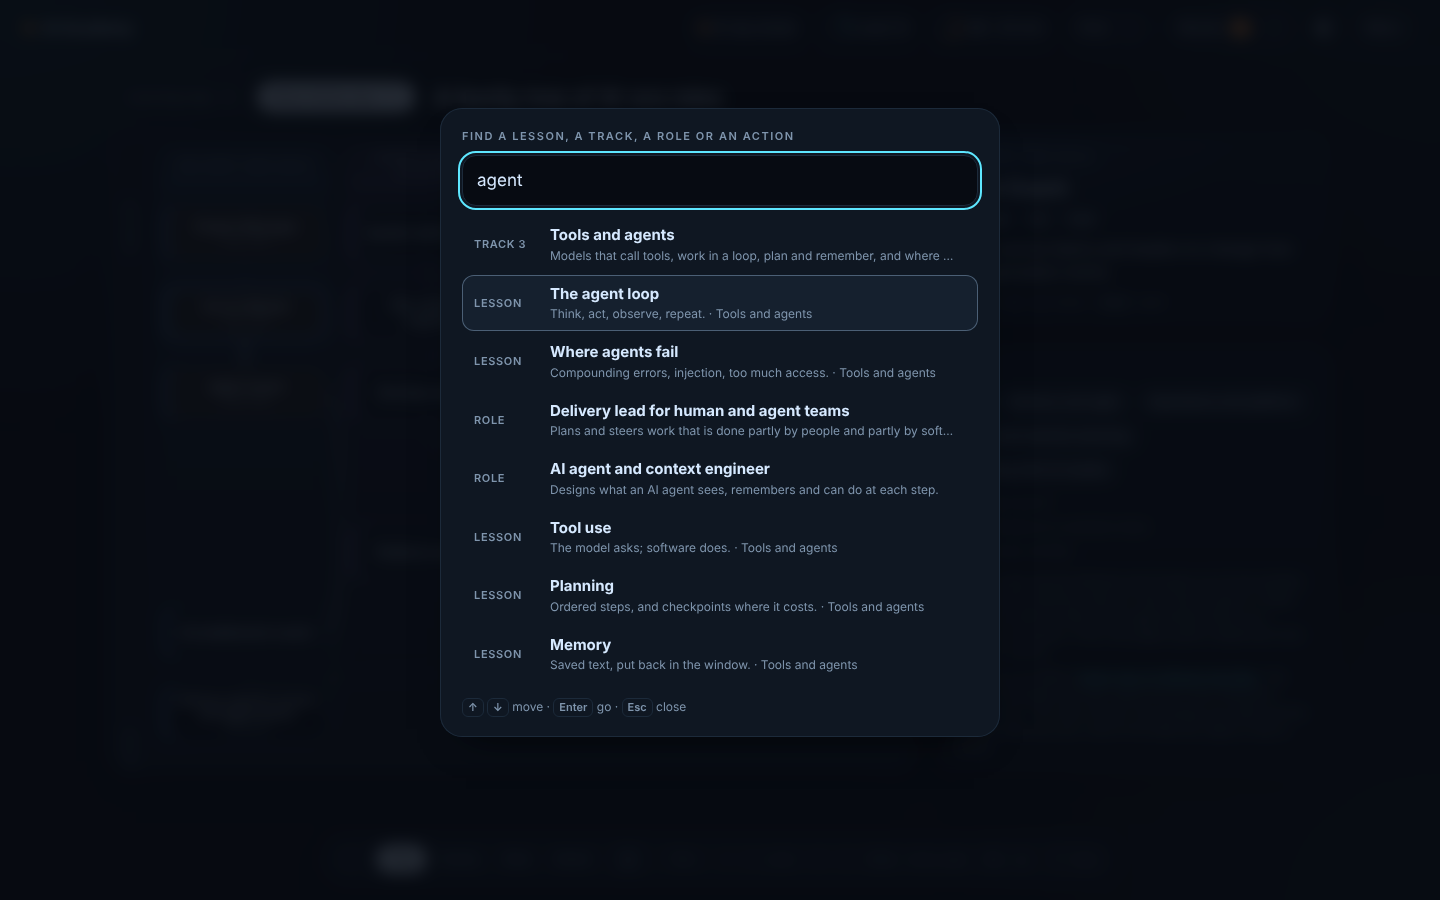 FIND A LESSON, A TRACK, A ROLE OR AN ACTION
agent
TRACK 3
Tools and agents
Models that call tools, work in a loop, plan and remember, and where ...
LESSON
The agent loop
Think, act, observe, repeat. · Tools and agents
LESSON
Where agents fail
Compounding errors, injection, too much access. · Tools and agents
ROLE
Delivery lead for human and agent teams
Plans and steers work that is done partly by people and partly by soft...
ROLE
AI agent and context engineer
Designs what an AI agent sees, remembers and can do at each step.
LESSON
Tool use
The model asks; software does. · Tools and agents
LESSON
Planning
Ordered steps, and checkpoints where it costs. · Tools and agents
LESSON
Memory
Saved text, put back in the window. · Tools and agents
↑ ↓ move · Enter go · Esc close